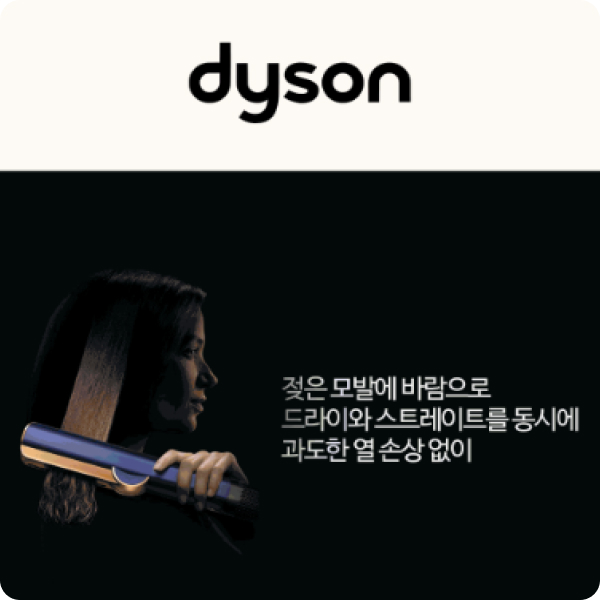 dyson
젖은 모발에 바람으로
드라이와 스트레이트를 동시에
과도한 열 손상 없이